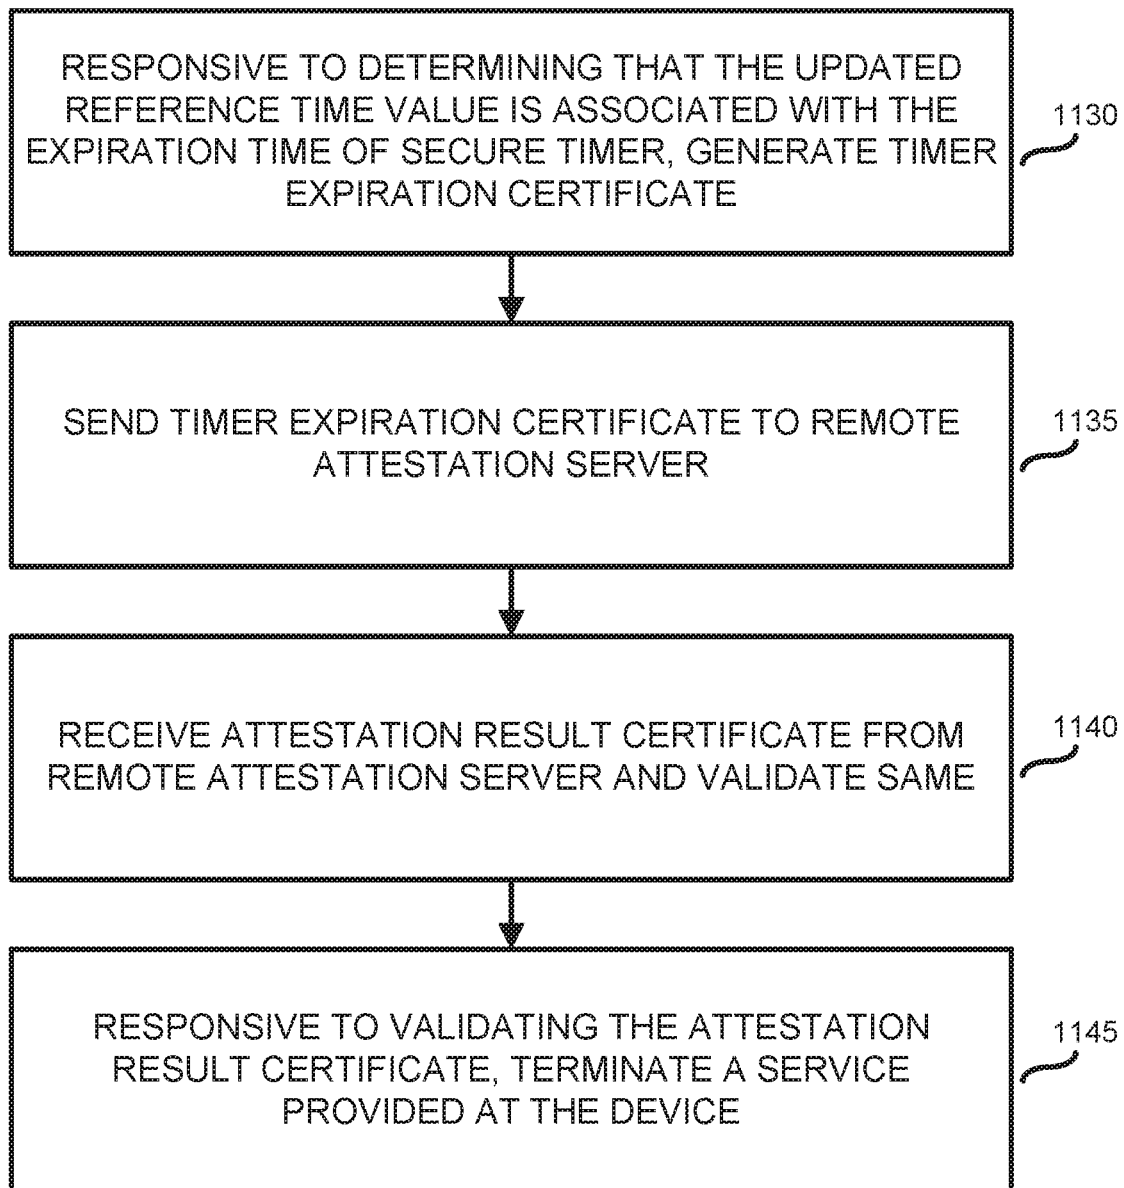 RESPONSIVE TO DETERMINING THAT THE UPDATED
REFERENCE TIME VALUE IS ASSOCIATED WITH THE
EXPIRATION TIME OF SECURE TIMER, GENERATE TIMER
EXPIRATION CERTIFICATE
1130
SEND TIMER EXPIRATION CERTIFICATE TO REMOTE
ATTESTATION SERVER
1135
RECEIVE ATTESTATION RESULT CERTIFICATE FROM
REMOTE ATTESTATION SERVER AND VALIDATE SAME
1140
RESPONSIVE TO VALIDATING THE ATTESTATION
RESULT CERTIFICATE, TERMINATE A SERVICE
PROVIDED AT THE DEVICE
1145